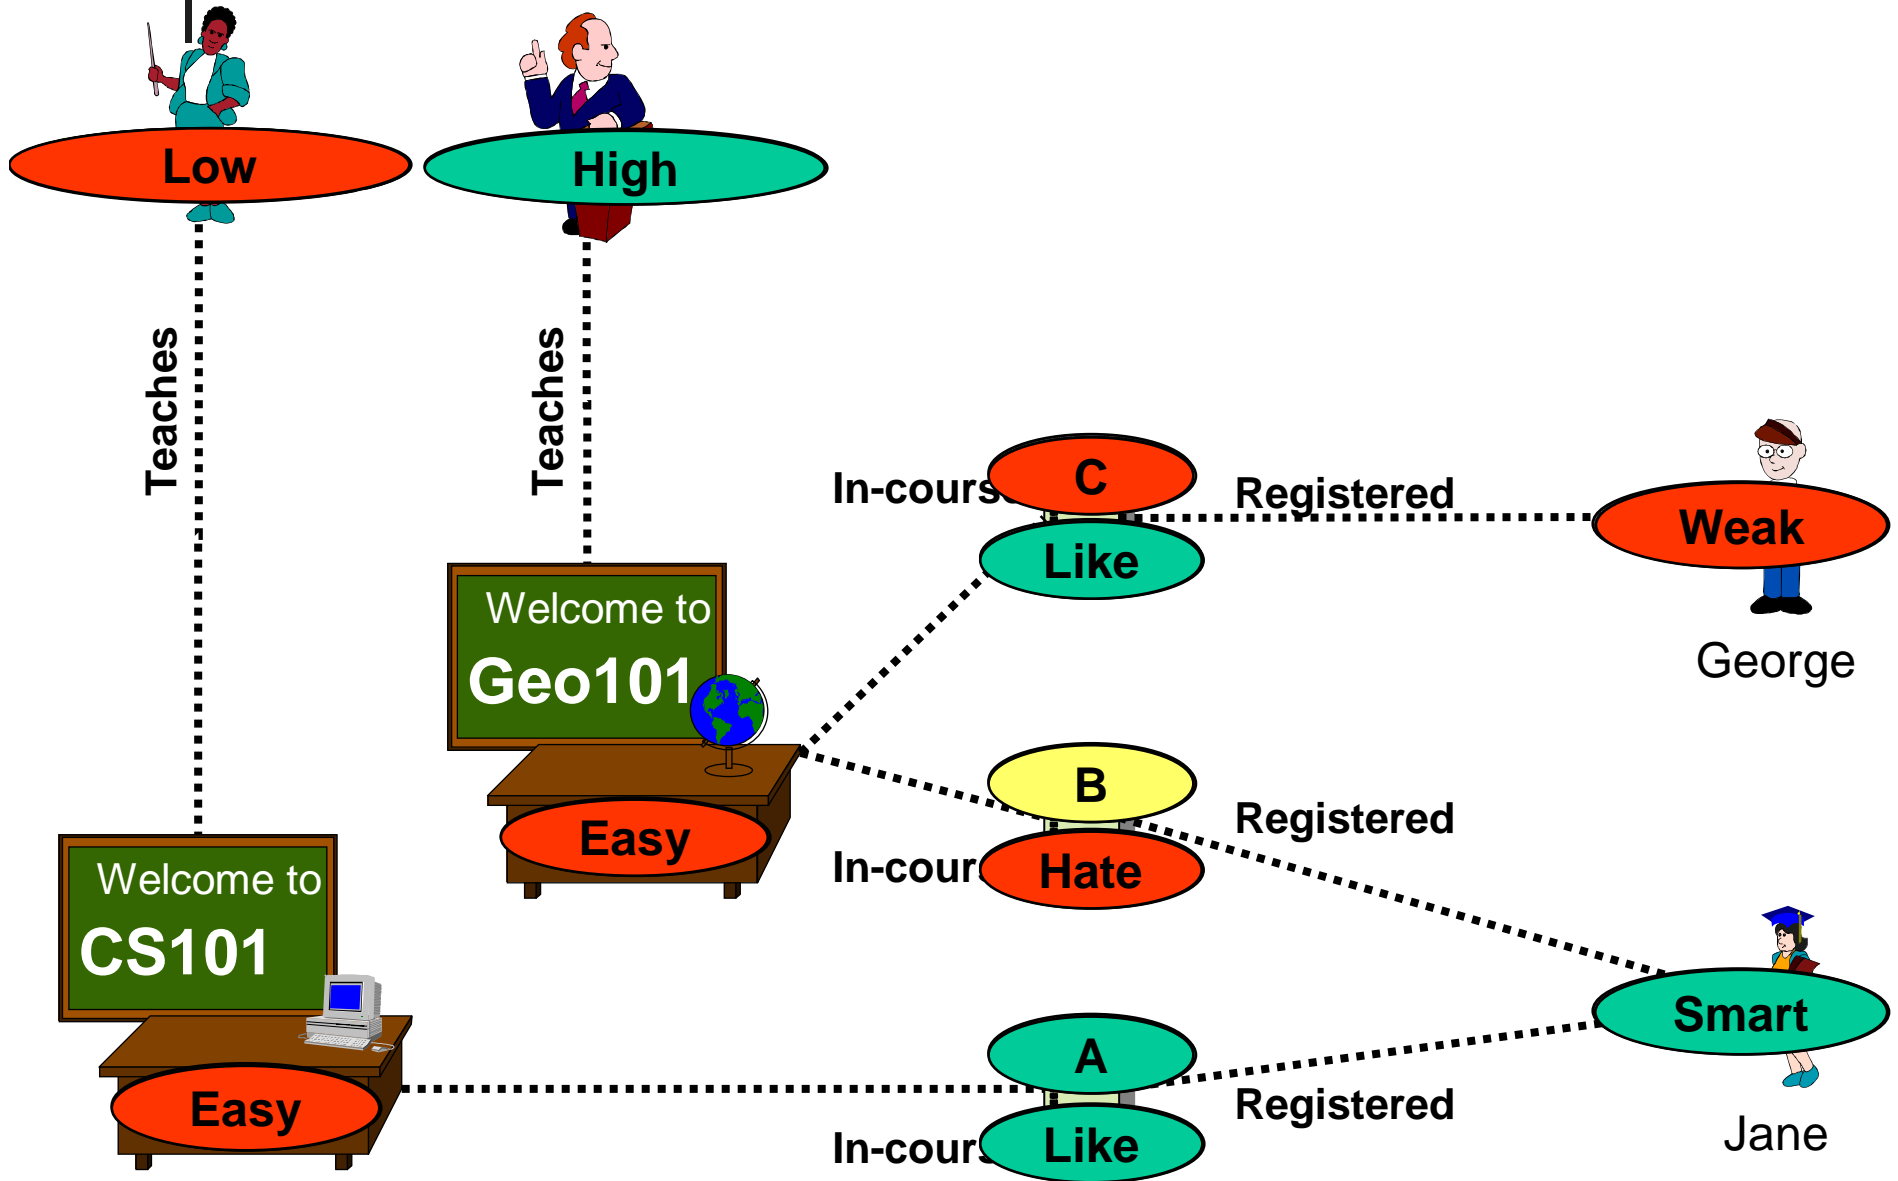 Low
High
Teaches
Teaches
In-cours
C
Registered
Like
Weak
George
Welcome to
Geo101
Easy
B
Registered
In-cour
Hate
Welcome to
CS101
Easy
Smart
A
Registered
In-cour
Like
Jane